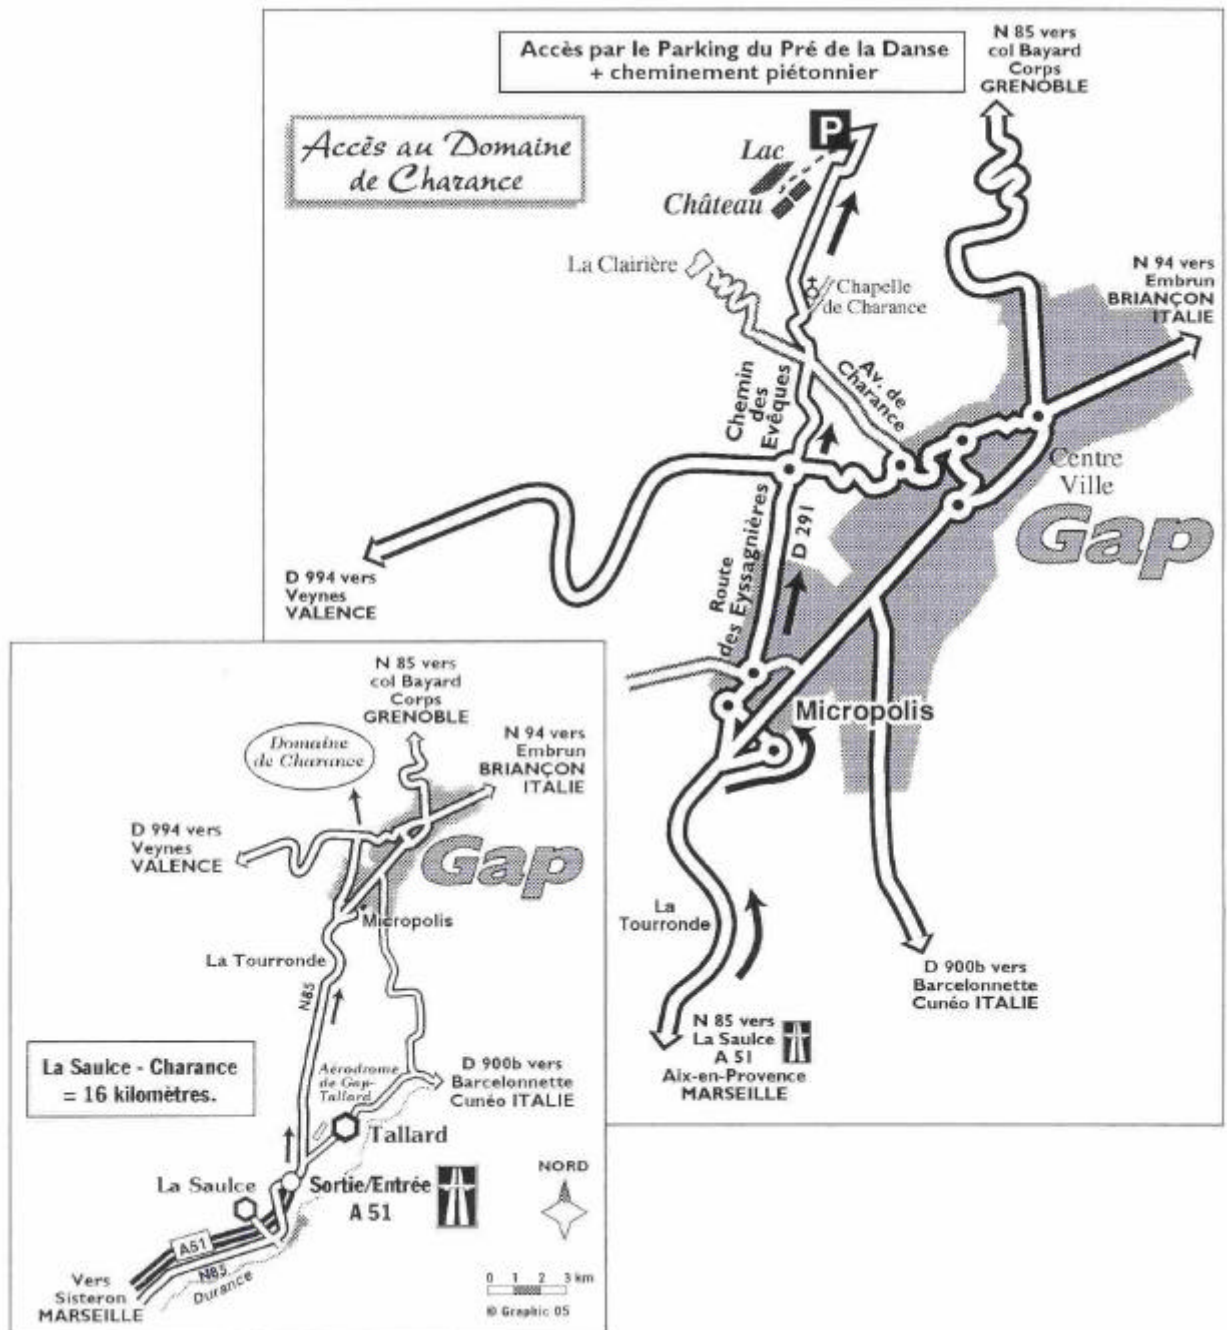 Accès par le Parking du Pré de la Danse
+ cheminement piétonnier
N 85 vers
col Bayard
Corps
GRENOBLE
Accès au Domaine
de Charance
P
Lac
Château
La Clairière
Chapelle
de Charance
N 94 vers
Embrun
BRIANÇON
ITALIE
Chemin
des
Evêques
Av. de
Charance
Centre
Ville
Gap
D 994 vers
Veynes
VALENCE
Route
des Eyssagnières
D 291
Micropolis
La
Tourronde
D 900b vers
Barcelonnette
Cunéo ITALIE
N 85 vers
La Saulce
A 51
Aix-en-Provence
MARSEILLE
N 85 vers
col Bayard
Corps
GRENOBLE
Domaine
de Charance
N 94 vers
Embrun
BRIANÇON
ITALIE
D 994 vers
Veynes
VALENCE
Gap
Micropolis
La Tourronde
N85
La Saulce - Charance
= 16 kilomètres.
Aérodrome
de Gap-
Tallard
D 900b vers
Barcelonnette
Cunéo ITALIE
Tallard
La Saulce
Sortie/Entrée
A 51
NORD
A51
N85
Durance
Vers
Sisteron
MARSEILLE
0 1 2 3 km
© Graphic 05